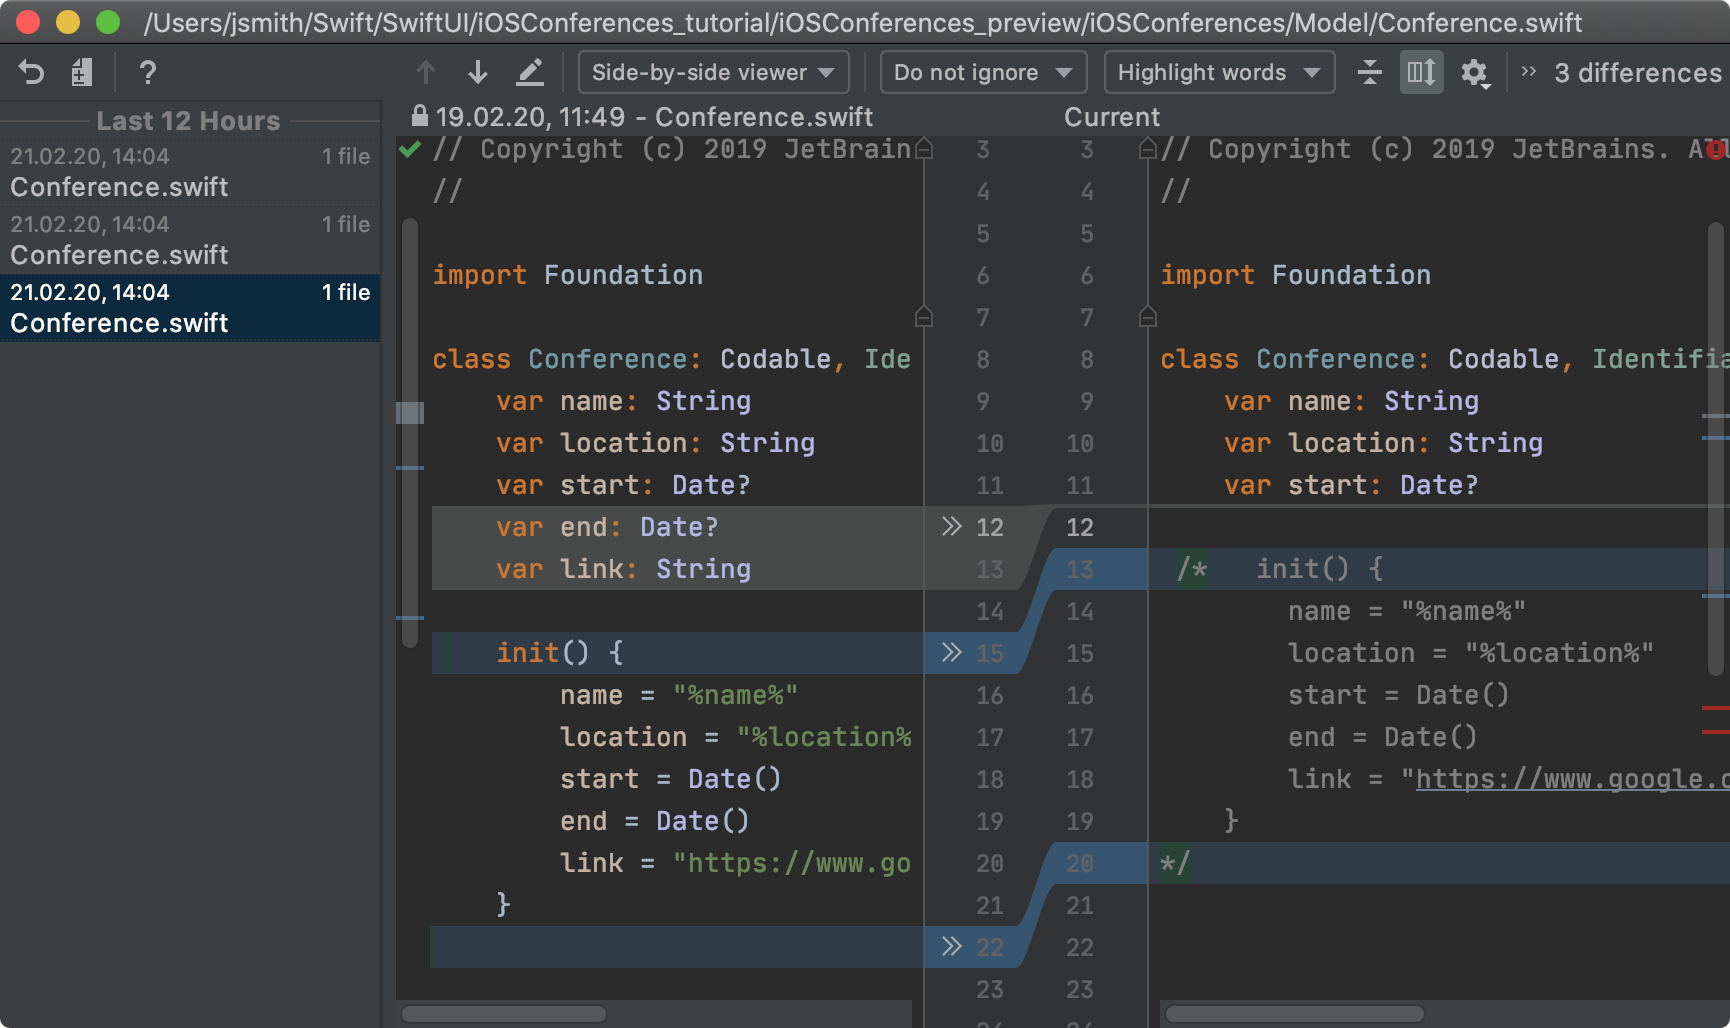 /Users/jsmith/Swift/SwiftUI/iOSConferences_tutorial/iOSConferences_preview/iOSConferences/Model/Conference.swift
? Side-by-side viewer Do not ignore Highlight words » 3 differences
Last 12 Hours
21.02.20, 14:04 1 file
Conference.swift
21.02.20, 14:04 1 file
Conference.swift
21.02.20, 14:04 1 file
Conference.swift
19.02.20, 11:49 - Conference.swift
// Copyright (c) 2019 JetBrain 3
// 4
5
import Foundation 6
7
class Conference: Codable, Ide 8
var name: String 9
var location: String 10
var start: Date? 11
var end: Date? » 12
var link: String 13
14
init() { » 15
name = "%name%" 16
location = "%location% 17
start = Date() 18
end = Date() 19
link = "https://www.go 20
} 21
» 22
23
Current
3 // Copyright (c) 2019 JetBrains.
4 //
5
6 import Foundation
7
8 class Conference: Codable, Identifia
9 var name: String
10 var location: String
11 var start: Date?
12
13 /* init() {
14 name = "%name%"
15 location = "%location%"
16 start = Date()
17 end = Date()
18 link = "https://www.google.c
19 }
20 */
21
22
23